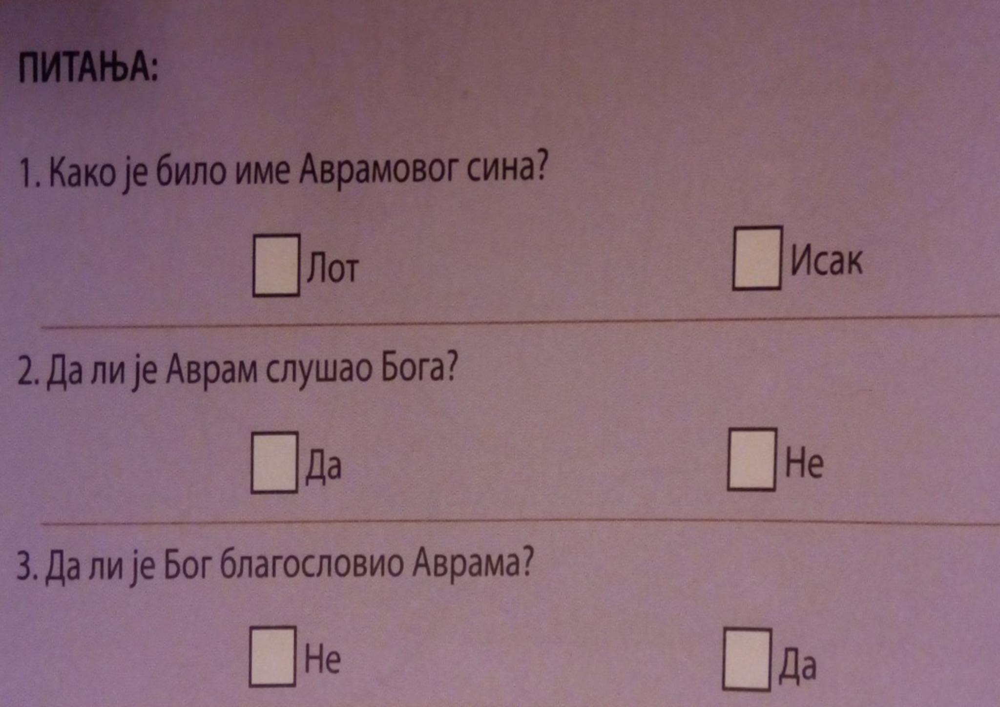 ПИТАЊА:
1. Како је било име Аврамовог сина?
Лот Исак
2. Да ли је Аврам слушао Бога?
Да Не
3. Да ли је Бог благословио Аврама?
Не Да